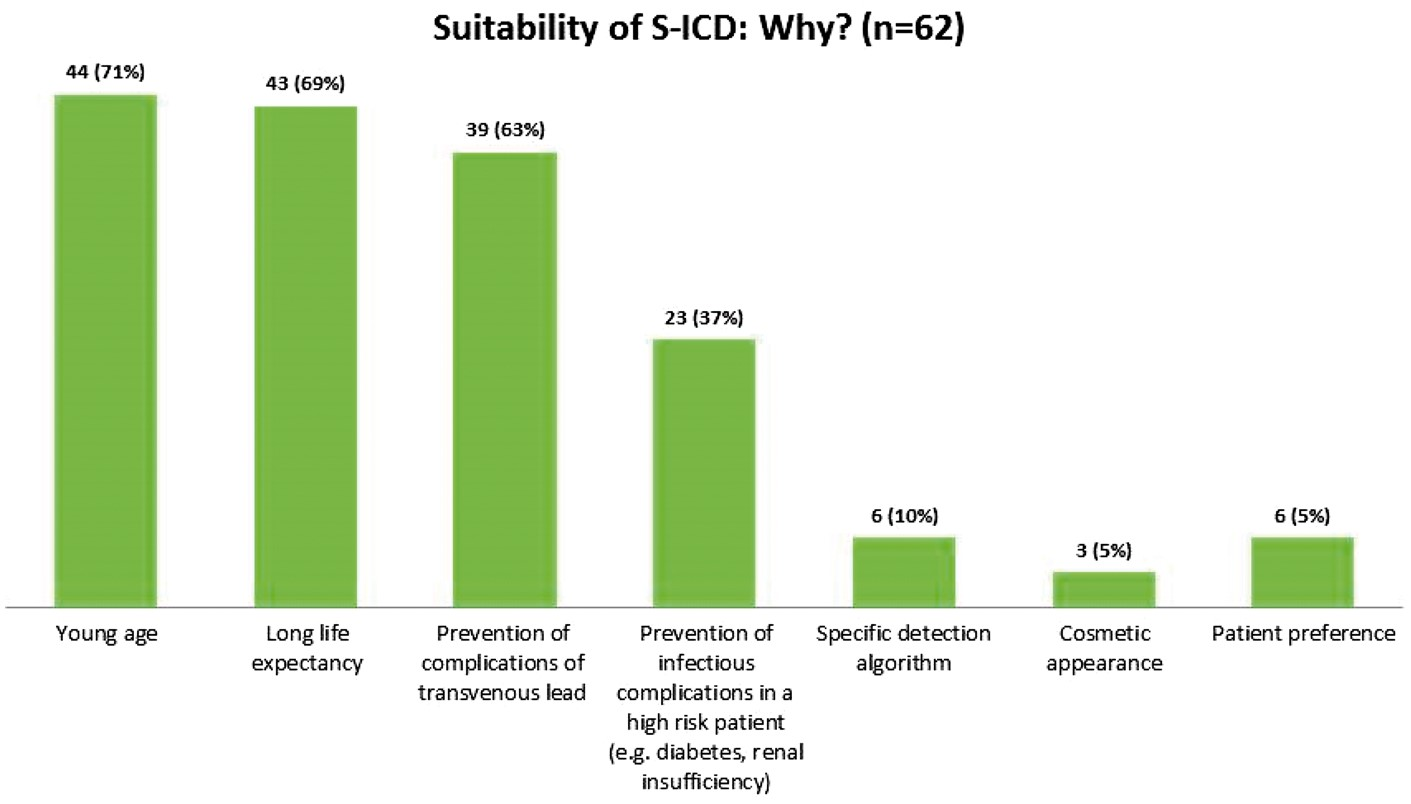 Suitability of S-ICD: Why? (n=62)
44 (71%)
43 (69%)
39 (63%)
23 (37%)
6 (10%)
3 (5%)
6 (5%)
Young age
Long life
expectancy
Prevention of
complications of
transvenous lead
Prevention of
infectious
complications in a
high risk patient
(e.g. diabetes, renal
insufficiency)
Specific detection
algorithm
Cosmetic
appearance
Patient preference